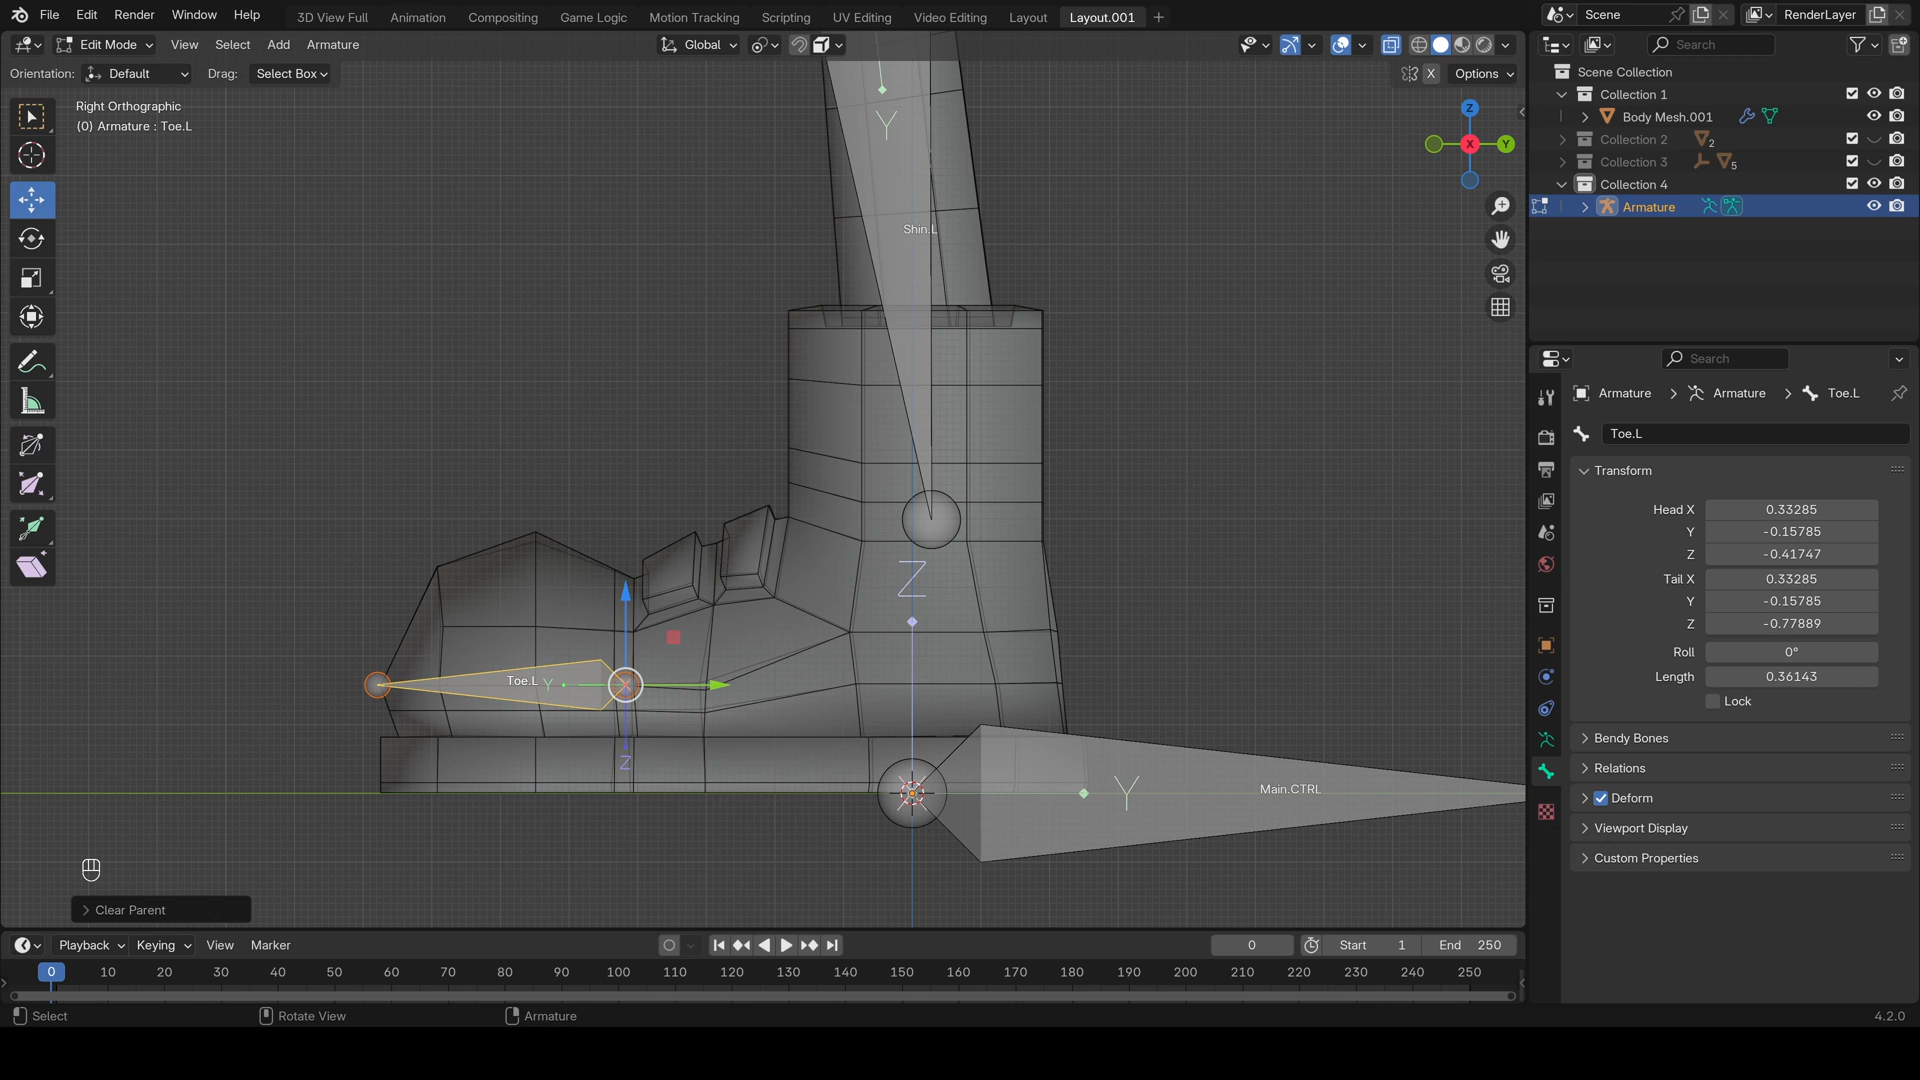 File Edit Render Window Help 3D View Full Animation Compositing Game Logic Motion Tracking Scripting UV Editing Video Editing Layout Layout.001 Scene RenderLayer
Edit Mode View Select Add Armature Global Search
Orientation: Default Drag: Select Box X Options
Scene Collection
Right Orthographic
(0) Armature : Toe.L
Collection 1
Body Mesh.001
Collection 2 2
Collection 3 5
Collection 4
Armature
Z
X
Y
Y
Shin.L
Search
Armature Armature Toe.L
Toe.L
Transform
Head X 0.33285
Y -0.15785
Z -0.41747
Tail X 0.33285
Y -0.15785
Z -0.77889
Roll 0°
Length 0.36143
Lock
Bendy Bones
Relations
Deform
Viewport Display
Custom Properties
Z
Toe.L Y
Z
Y
Main.CTRL
Clear Parent
Playback Keying View Marker 0 Start 1 End 250
0 10 20 30 40 50 60 70 80 90 100 110 120 130 140 150 160 170 180 190 200 210 220 230 240 250
Select Rotate View Armature 4.2.0